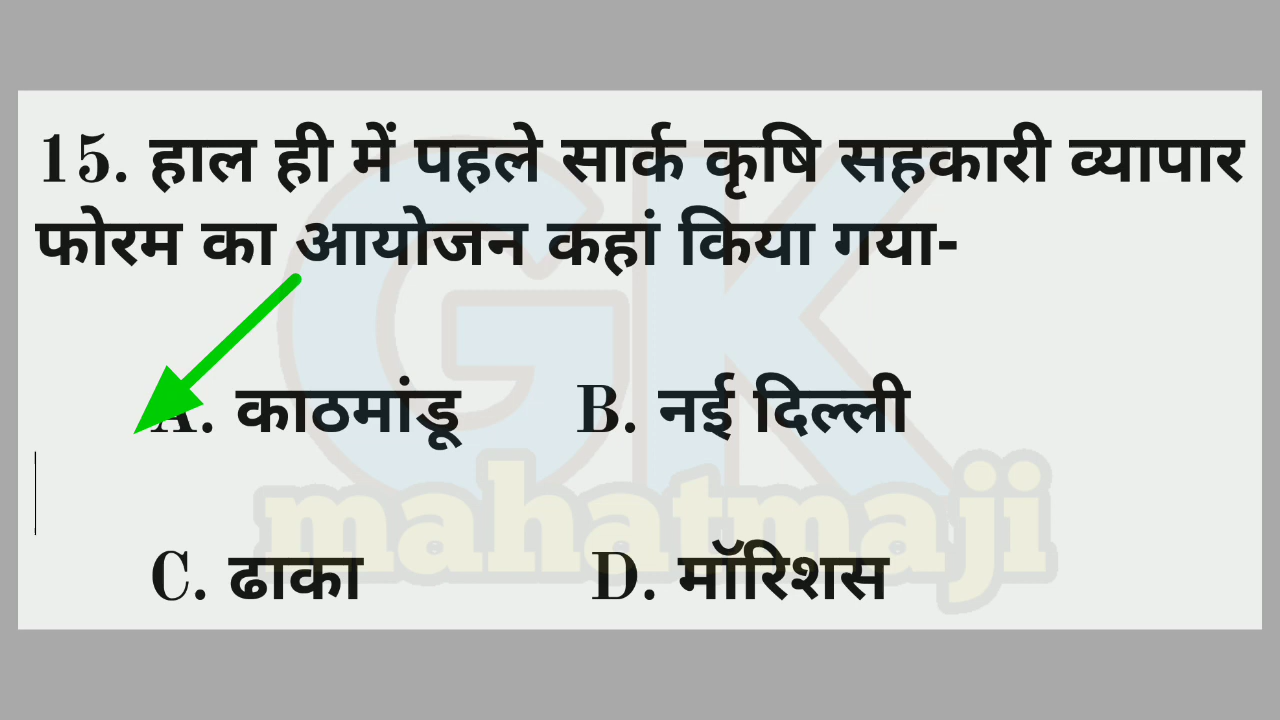 15. हाल ही में पहले सार्क कृषि सहकारी व्यापार
फोरम का आयोजन कहां किया गया-
A. काठमांडू B. नई दिल्ली
C. ढाका D. मॉरिशस
GK
mahatmaji